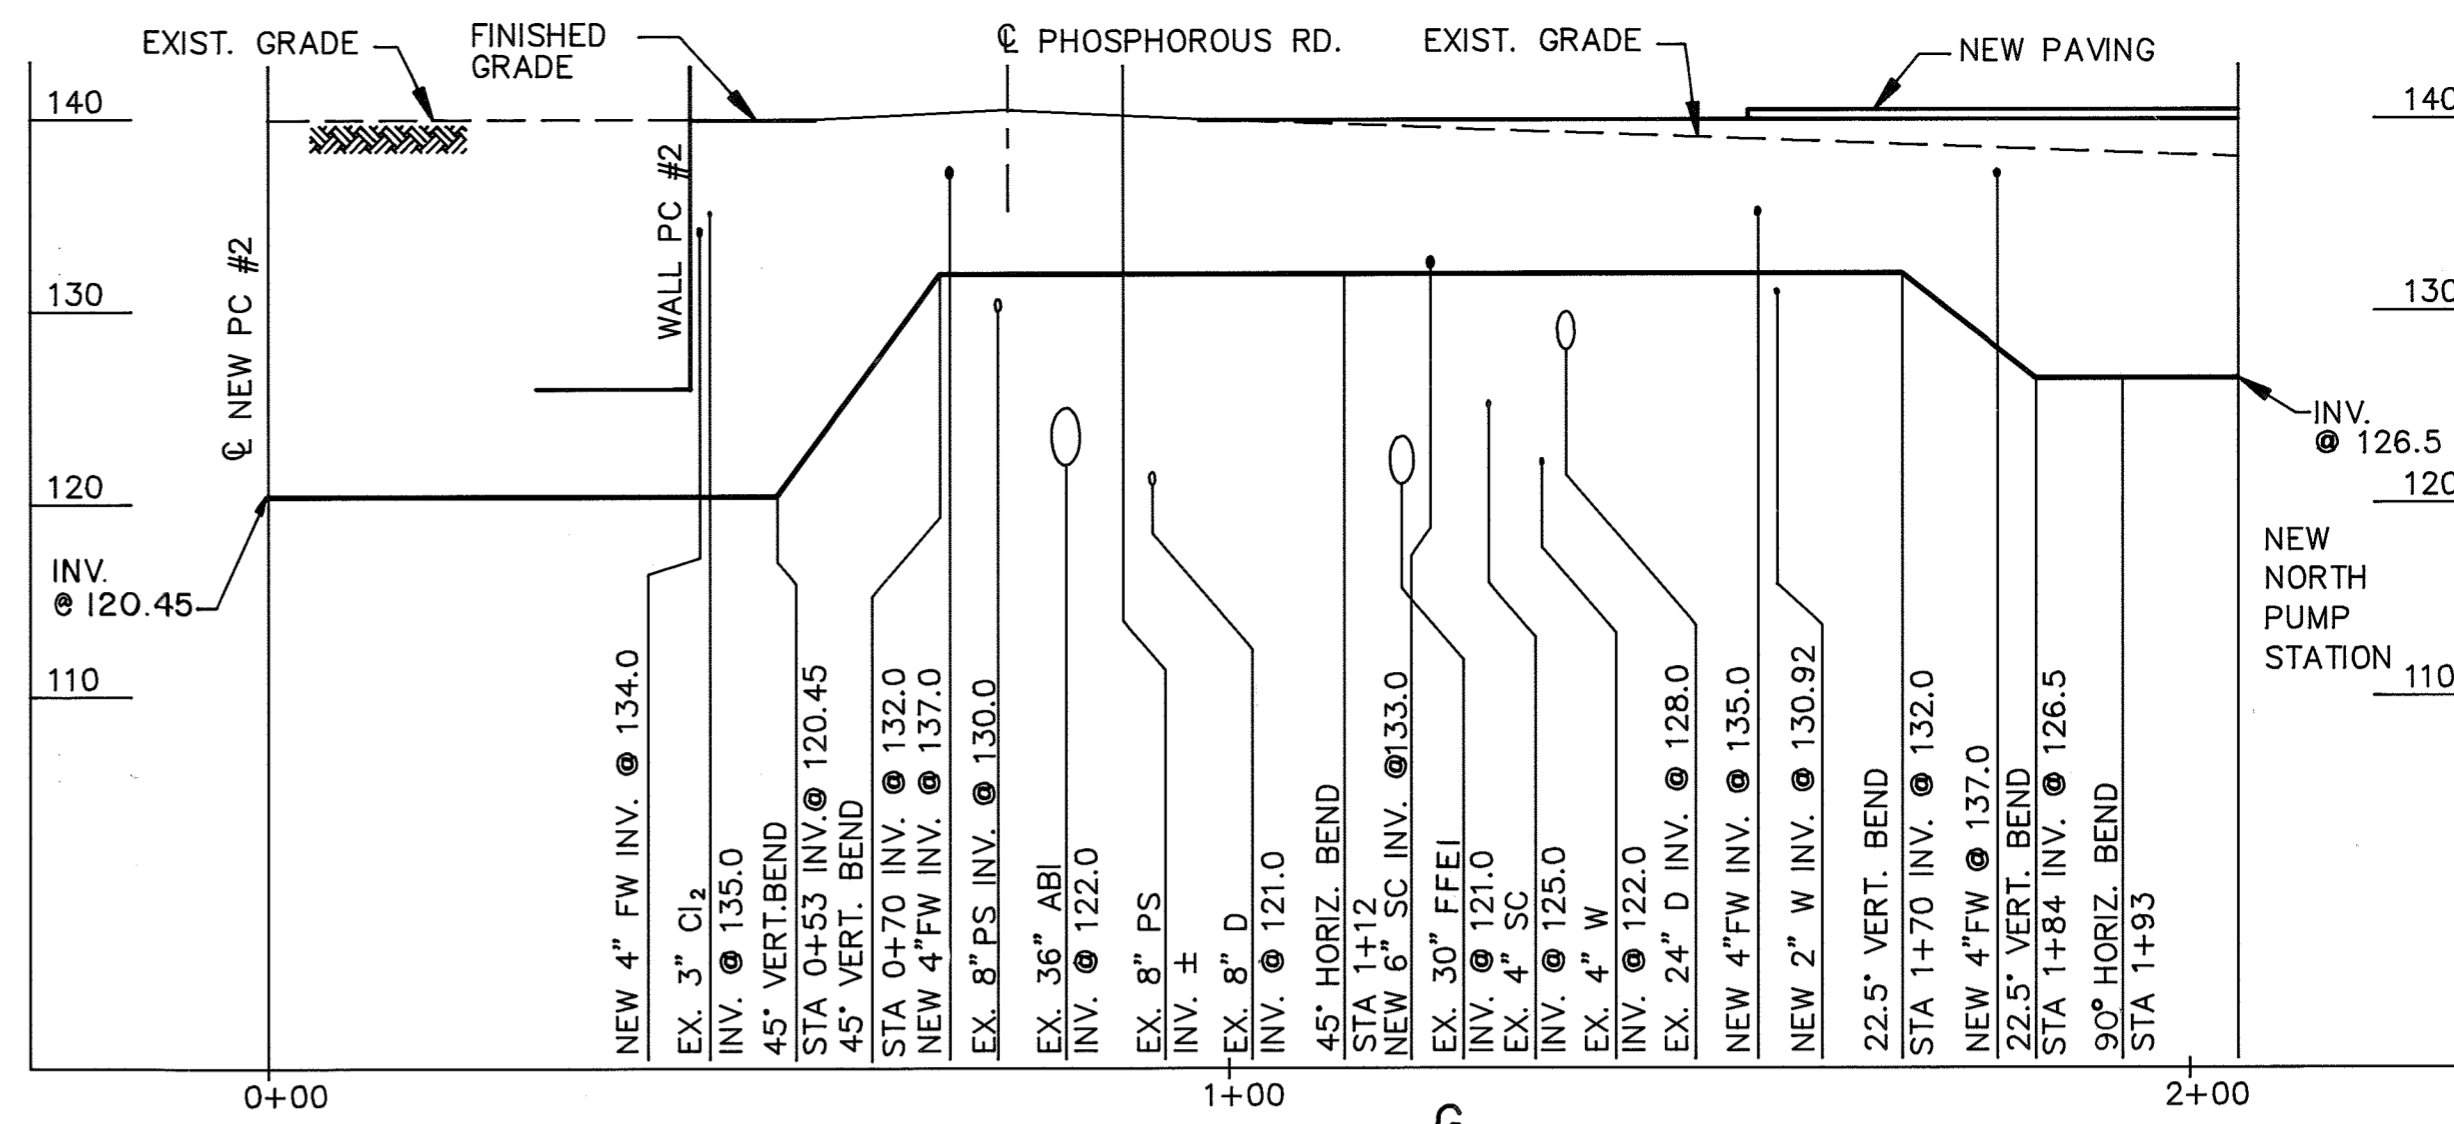 EXIST. GRADE
FINISHED
GRADE
℄ PHOSPHOROUS RD.
EXIST. GRADE
NEW PAVING
140
140
130
130
120
120
110
110
℄ NEW PC #2
WALL PC #2
INV.
@ 120.45
INV.
@ 126.5
NEW
NORTH
PUMP
STATION
NEW 4" FW INV. @ 134.0
EX. 3" Cl₂
INV. @ 135.0
45° VERT.BEND
STA 0+53 INV.@ 120.45
45° VERT. BEND
STA 0+70 INV. @ 132.0
NEW 4"FW INV. @ 137.0
EX. 8"PS INV. @ 130.0
EX. 36" ABI
INV. @ 122.0
EX. 8" PS
INV. ±
EX. 8" D
INV. @ 121.0
45° HORIZ. BEND
STA 1+12
NEW 6" SC INV. @133.0
EX. 30" FFEI
INV. @ 121.0
EX. 4" SC
INV. @ 125.0
EX. 4" W
INV. @ 122.0
EX. 24" D INV. @ 128.0
NEW 4"FW INV. @ 135.0
NEW 2" W INV. @ 130.92
22.5° VERT. BEND
STA 1+70 INV. @ 132.0
NEW 4"FW @ 137.0
22.5° VERT. BEND
STA 1+84 INV. @ 126.5
90° HORIZ. BEND
STA 1+93
0+00
1+00
2+00